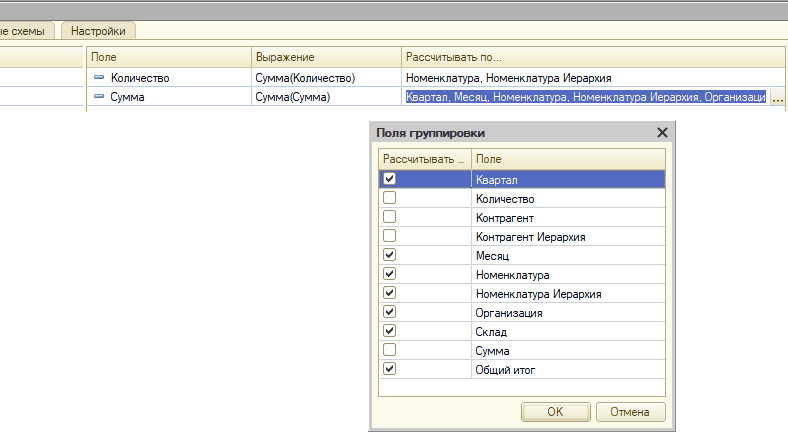 ые схемы Настройки
Поле Выражение Рассчитывать по...
Количество Сумма(Количество) Номенклатура, Номенклатура Иерархия
Сумма Сумма(Сумма) Квартал, Месяц, Номенклатура, Номенклатура Иерархия, Организаци ...
Поля группировки
Рассчитывать ... Поле
Квартал
Количество
Контрагент
Контрагент Иерархия
Месяц
Номенклатура
Номенклатура Иерархия
Организация
Склад
Сумма
Общий итог
OK Отмена